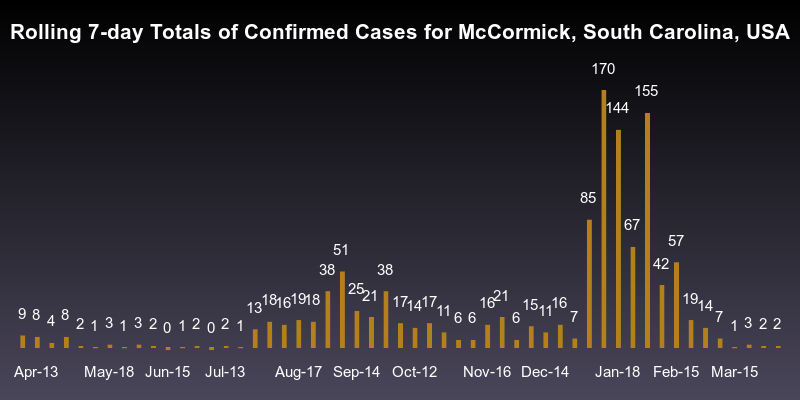 Rolling 7-day Totals of Confirmed Cases for McCormick, South Carolina, USA
9 8 4 8 2 1 3 1 3 2 0 1 2 0 2 1 13 18 16 19 18 38 51 25 21 38 17 14 17 11 6 6 16 21 6 15 11 16 7 85 170 144 67 155 42 57 19 14 7 1 3 2 2
Apr-13 May-18 Jun-15 Jul-13 Aug-17 Sep-14 Oct-12 Nov-16 Dec-14 Jan-18 Feb-15 Mar-15